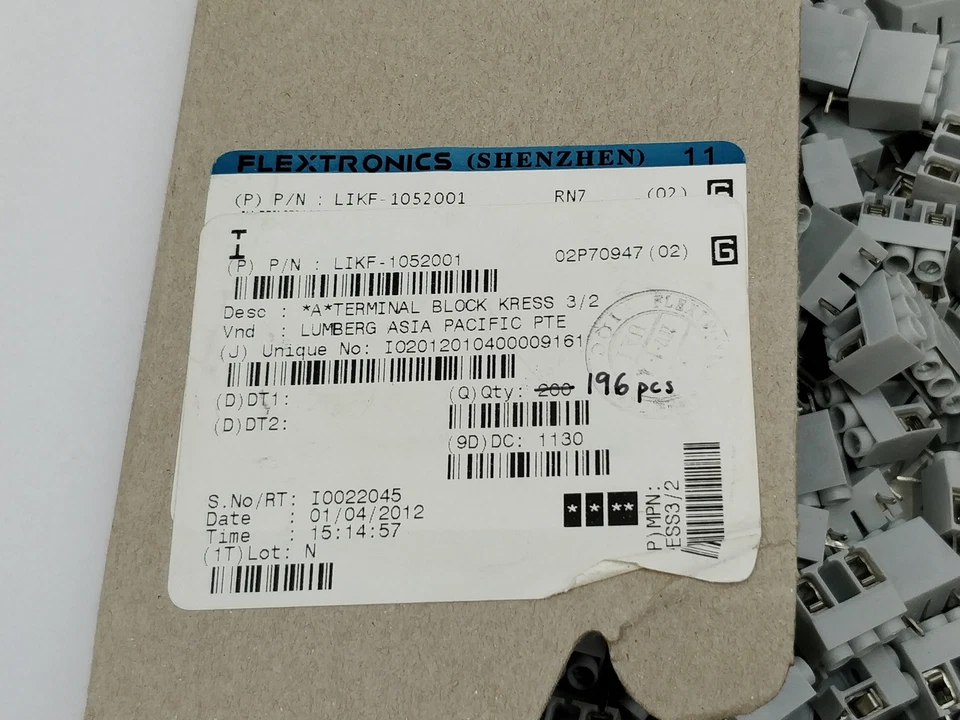 FLEXTRONICS (SHENZHEN) 11
(P) P/N : LIKF-1052001 RN7 (02) G
(P) P/N : LIKF-1052001 02P70947(02) G
Desc : *A*TERMINAL BLOCK KRESS 3/2
Vnd : LUMBERG ASIA PACIFIC PTE
(J) Unique No: I02012010400009161
(D)DT1: (Q)Qty: 200 196 pcs
(D)DT2:
(9D)DC: 1130
S.No/RT: I0022045 * * **
Date : 01/04/2012
Time : 15:14:57
(1T)Lot: N
P)MPN:
ESS3/2